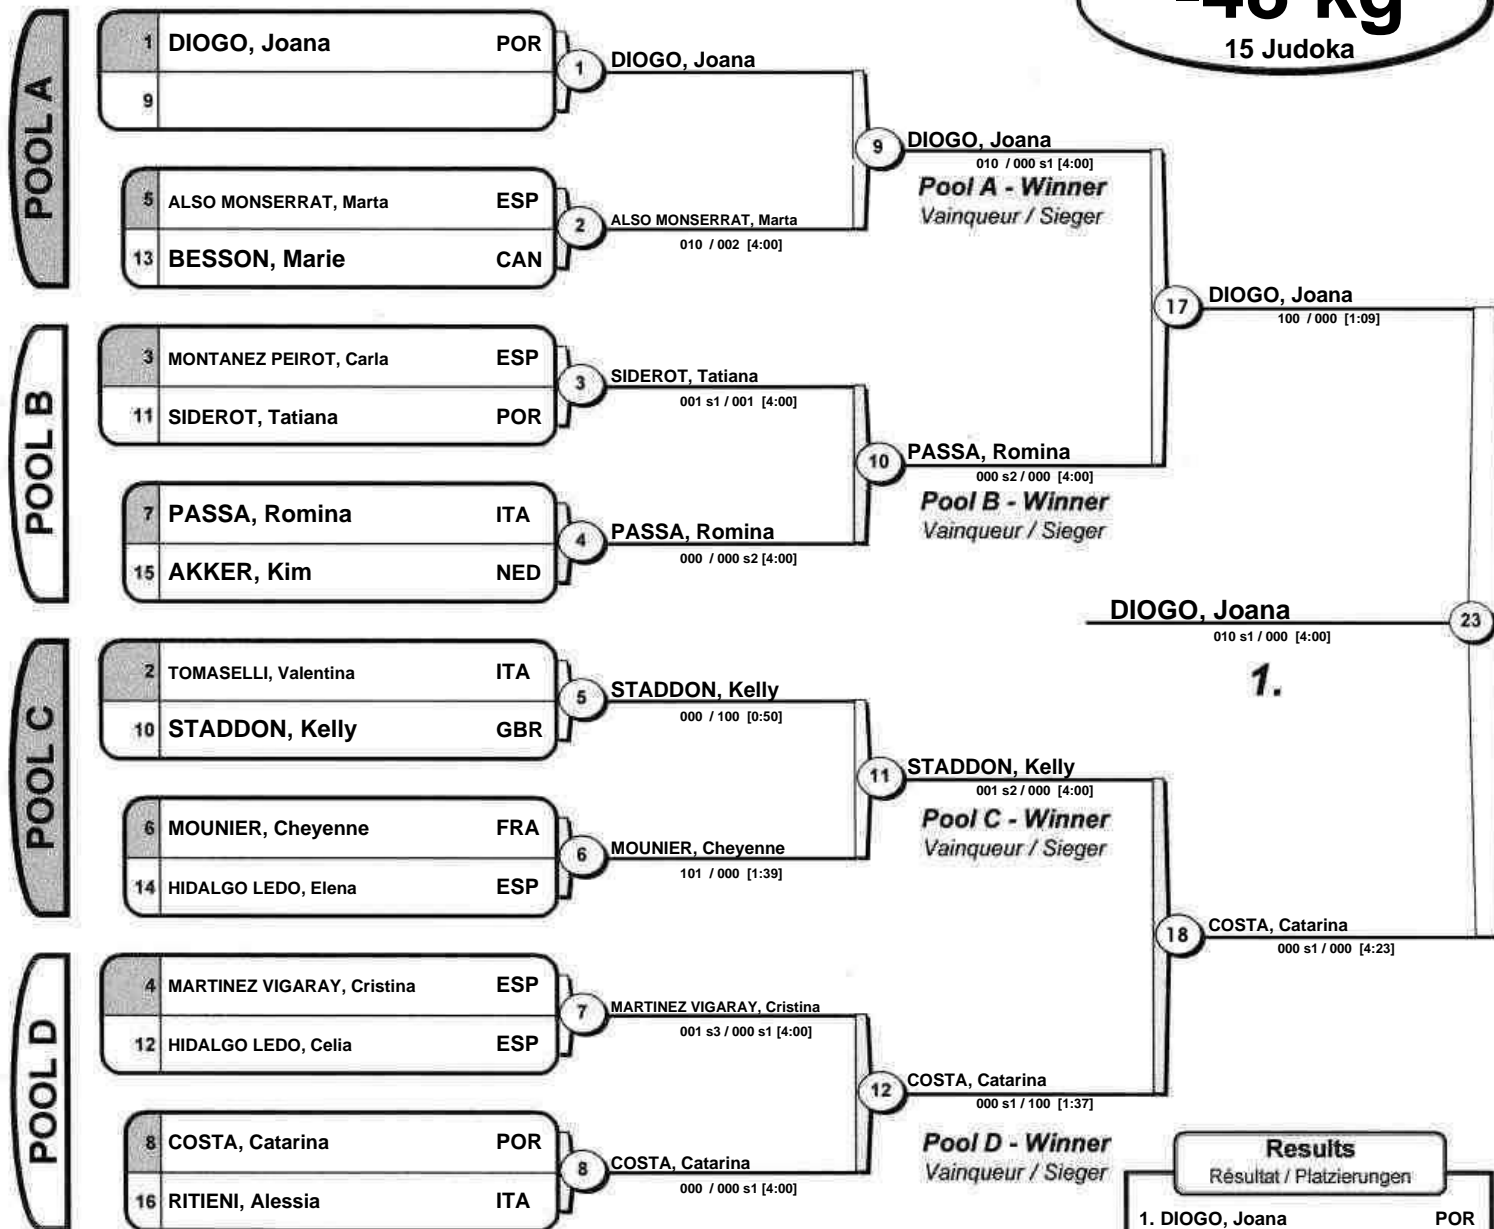 -48 kg
15 Judoka
POOL A
1 DIOGO, Joana POR
9
1 DIOGO, Joana
5 ALSO MONSERRAT, Marta ESP
13 BESSON, Marie CAN
2 ALSO MONSERRAT, Marta
010 / 002 [4:00]
9 DIOGO, Joana
010 / 000 s1 [4:00]
Pool A - Winner
Vainqueur / Sieger
POOL B
3 MONTANEZ PEIROT, Carla ESP
11 SIDEROT, Tatiana POR
3 SIDEROT, Tatiana
001 s1 / 001 [4:00]
7 PASSA, Romina ITA
15 AKKER, Kim NED
4 PASSA, Romina
000 / 000 s2 [4:00]
10 PASSA, Romina
000 s2 / 000 [4:00]
Pool B - Winner
Vainqueur / Sieger
17 DIOGO, Joana
100 / 000 [1:09]
DIOGO, Joana 23
010 s1 / 000 [4:00]
1.
POOL C
2 TOMASELLI, Valentina ITA
10 STADDON, Kelly GBR
5 STADDON, Kelly
000 / 100 [0:50]
6 MOUNIER, Cheyenne FRA
14 HIDALGO LEDO, Elena ESP
6 MOUNIER, Cheyenne
101 / 000 [1:39]
11 STADDON, Kelly
001 s2 / 000 [4:00]
Pool C - Winner
Vainqueur / Sieger
POOL D
4 MARTINEZ VIGARAY, Cristina ESP
12 HIDALGO LEDO, Celia ESP
7 MARTINEZ VIGARAY, Cristina
001 s3 / 000 s1 [4:00]
8 COSTA, Catarina POR
16 RITIENI, Alessia ITA
8 COSTA, Catarina
000 / 000 s1 [4:00]
12 COSTA, Catarina
000 s1 / 100 [1:37]
Pool D - Winner
Vainqueur / Sieger
18 COSTA, Catarina
000 s1 / 000 [4:23]
Results
Résultat / Platzierungen
1. DIOGO, Joana POR